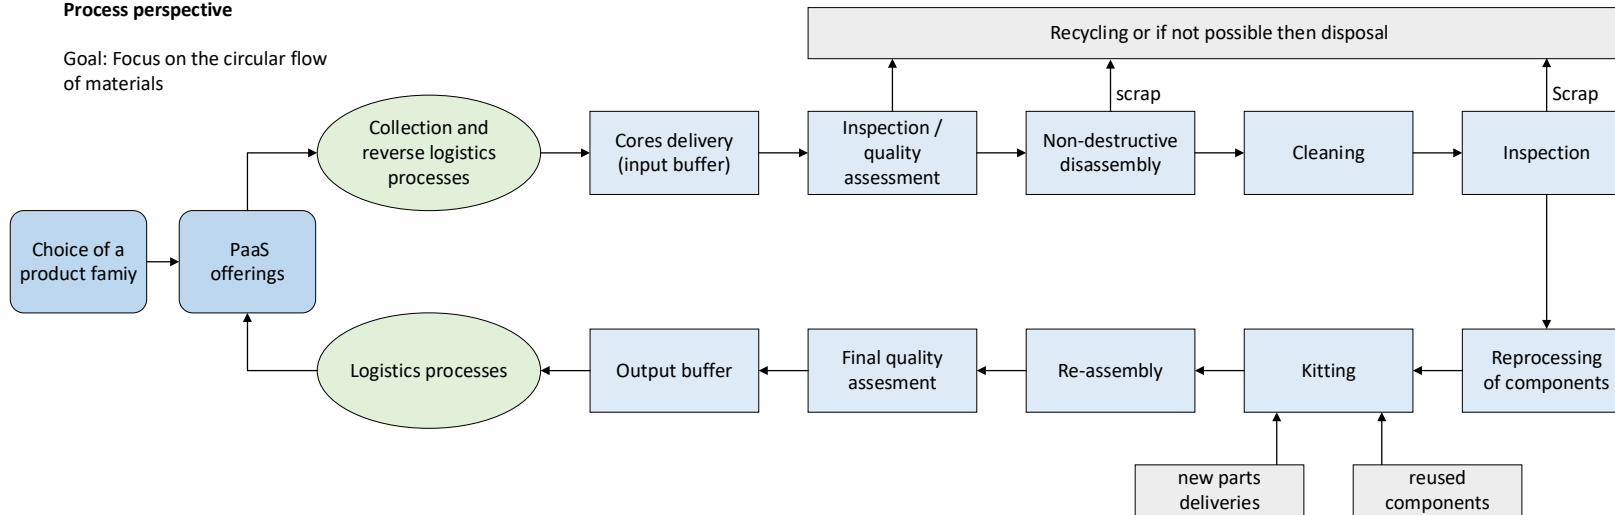 Process perspective
Goal: Focus on the circular flow
of materials
Recycling or if not possible then disposal
scrap
Scrap
Collection and
reverse logistics
processes
Cores delivery
(input buffer)
Inspection /
quality
assessment
Non-destructive
disassembly
Cleaning
Inspection
Choice of a
product famiy
PaaS
offerings
Logistics processes
Output buffer
Final quality
assesment
Re-assembly
Kitting
Reprocessing
of components
new parts
deliveries
reused
components